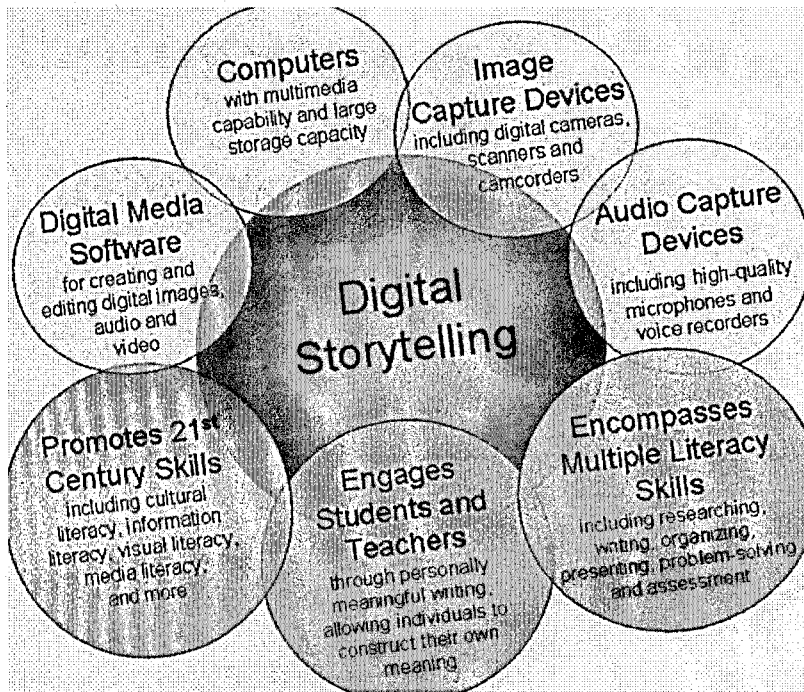 Computers
with multimedia
capability and large
storage capacity
Image
Capture Devices
including digital cameras,
scanners and
camcorders
Digital Media
Software
for creating and
editing digital images,
audio and
video
Audio Capture
Devices
including high-quality
microphones and
voice recorders
Digital
Storytelling
Promotes 21st
Century Skills
including cultural
literacy, information
literacy, visual literacy,
media literacy,
and more
Engages
Students and
Teachers
through personally
meaningful writing,
allowing individuals to
construct their own
meaning
Encompasses
Multiple Literacy
Skills
including researching,
writing, organizing,
presenting, problem-solving
and assessment